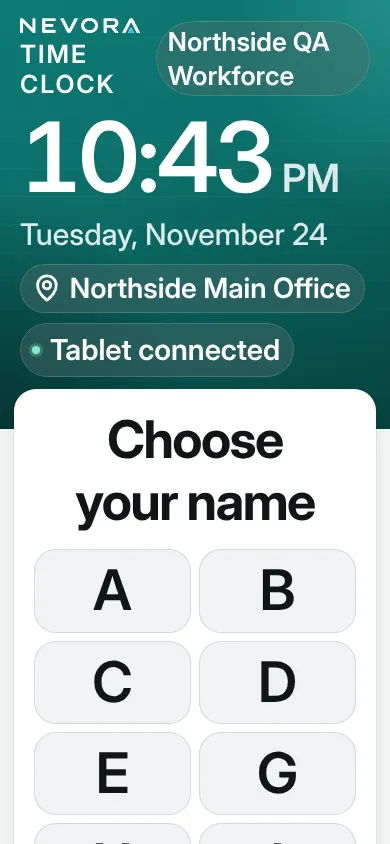 NEVORA
TIME
CLOCK
Northside QA
Workforce
10:43 PM
Tuesday, November 24
Northside Main Office
Tablet connected
Choose
your name
A
B
C
D
E
G